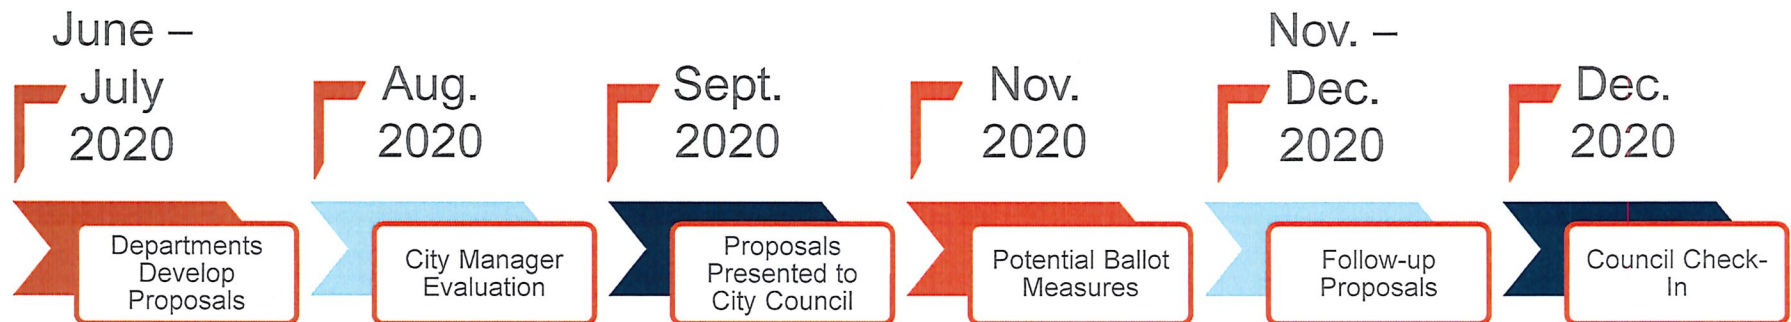 June –
July
2020
Aug.
2020
Sept.
2020
Nov.
2020
Nov. –
Dec.
2020
Dec.
2020
Departments
Develop
Proposals
City Manager
Evaluation
Proposals
Presented to
City Council
Potential Ballot
Measures
Follow-up
Proposals
Council Check-
In